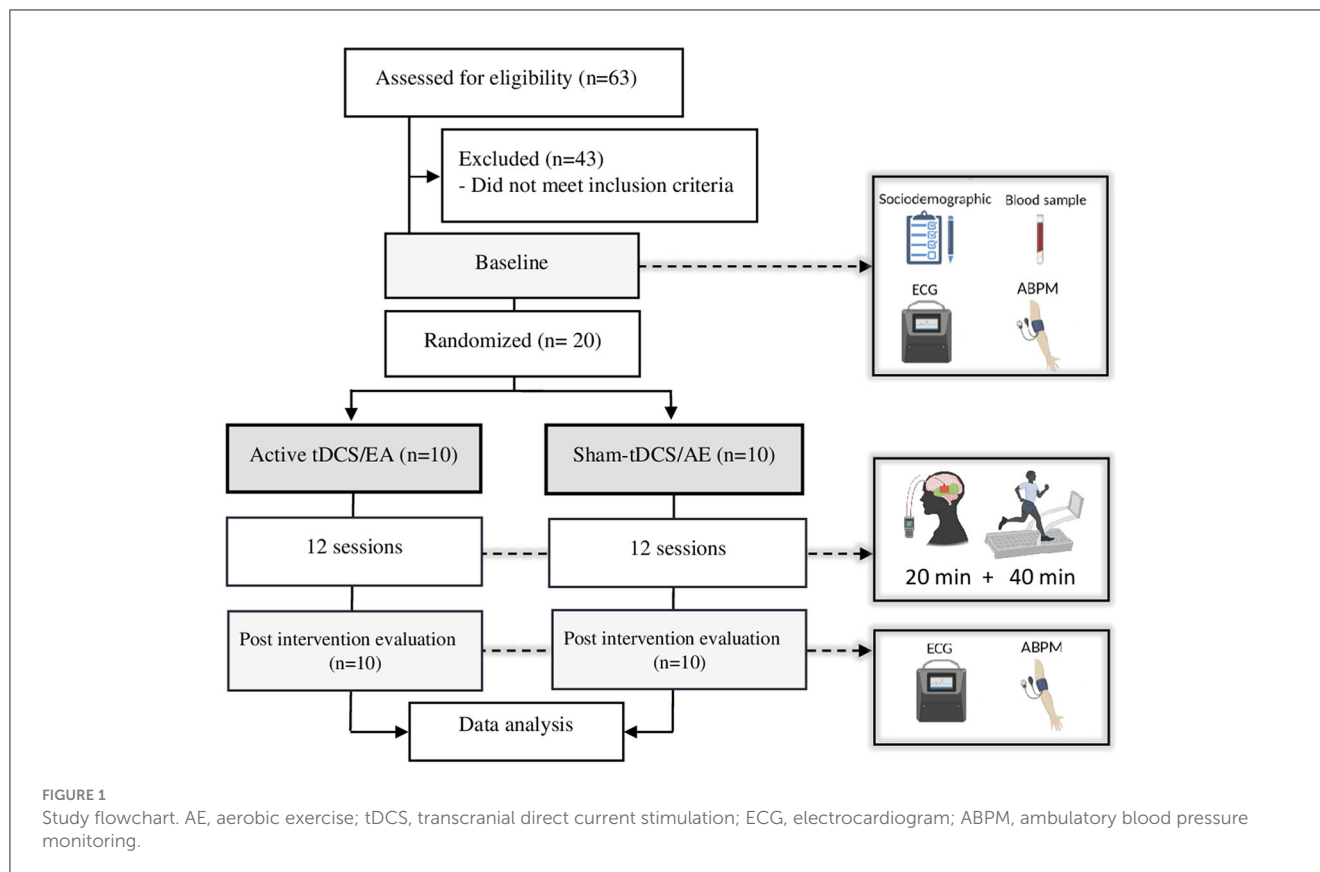 Assessed for eligibility (n=63)
Excluded (n=43)
- Did not meet inclusion criteria
Baseline
Sociodemographic
Blood sample
ECG
ABPM
Randomized (n= 20)
Active tDCS/EA (n=10)
Sham-tDCS/AE (n=10)
12 sessions
12 sessions
20 min + 40 min
Post intervention evaluation
(n=10)
Post intervention evaluation
(n=10)
ECG
ABPM
Data analysis
FIGURE 1
Study flowchart. AE, aerobic exercise; tDCS, transcranial direct current stimulation; ECG, electrocardiogram; ABPM, ambulatory blood pressure
monitoring.